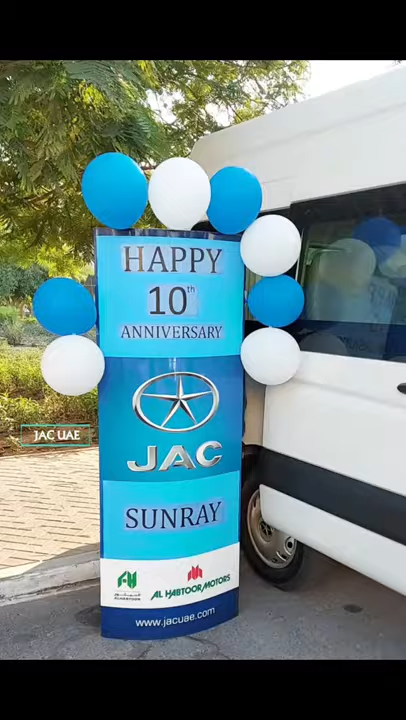 HAPPY
10th
ANNIVERSARY
JAC
JAC UAE
SUNRAY
AL HABTOOR MOTORS
www.jacuae.com